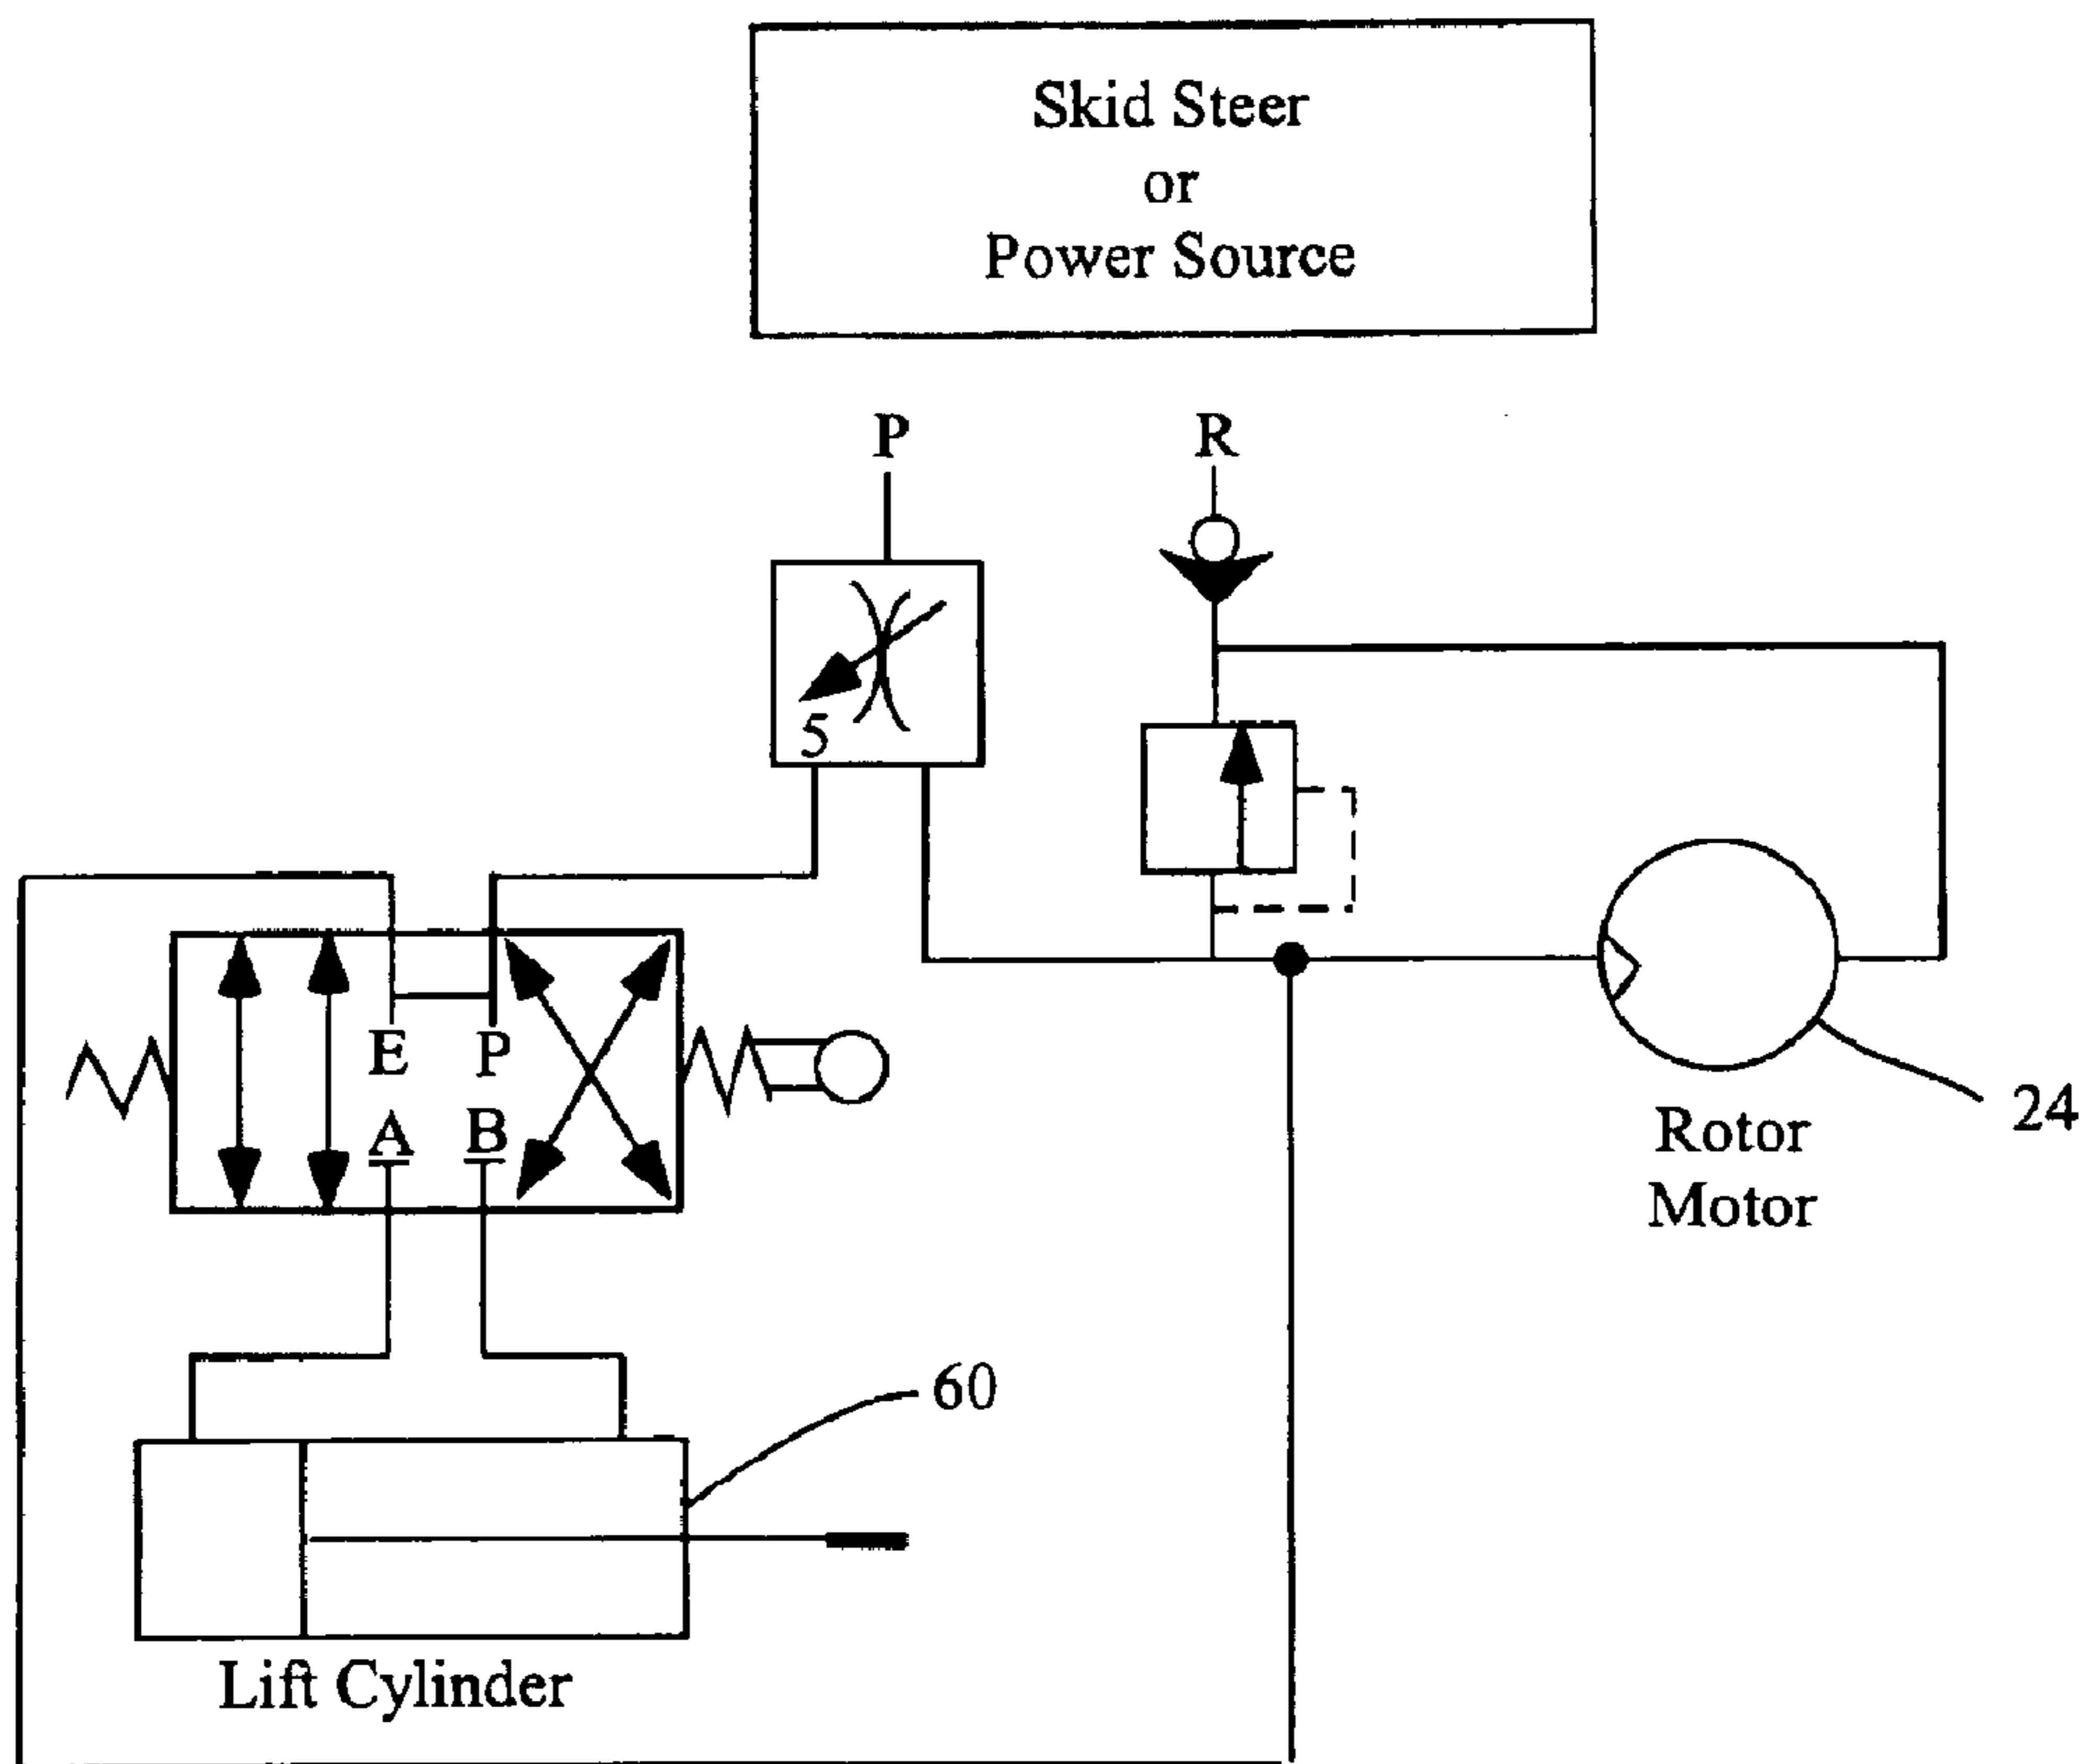 Skid Steer
or
Power Source
P
R
5
E P
A B
24
Rotor
Motor
60
Lift Cylinder